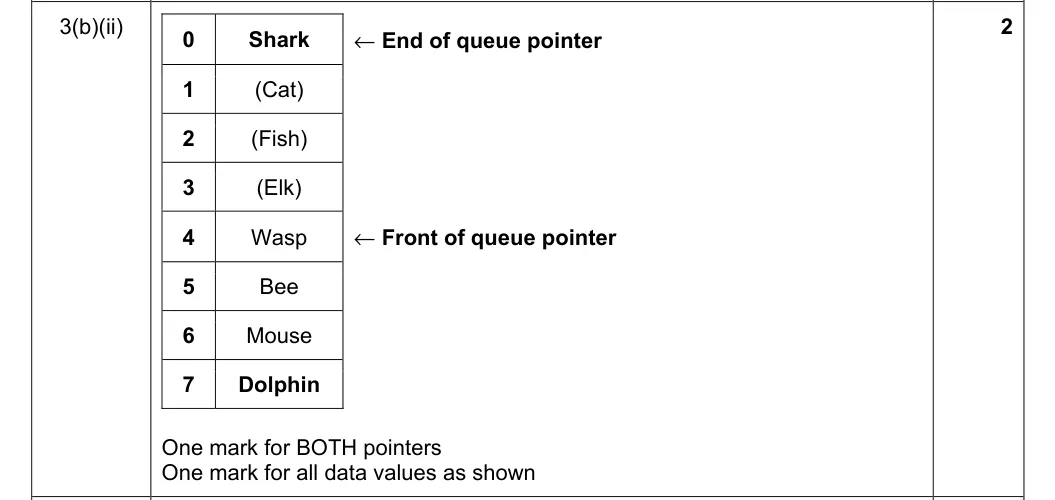 3(b)(ii) 2
0 Shark ← End of queue pointer
1 (Cat)
2 (Fish)
3 (Elk)
4 Wasp ← Front of queue pointer
5 Bee
6 Mouse
7 Dolphin
One mark for BOTH pointers
One mark for all data values as shown